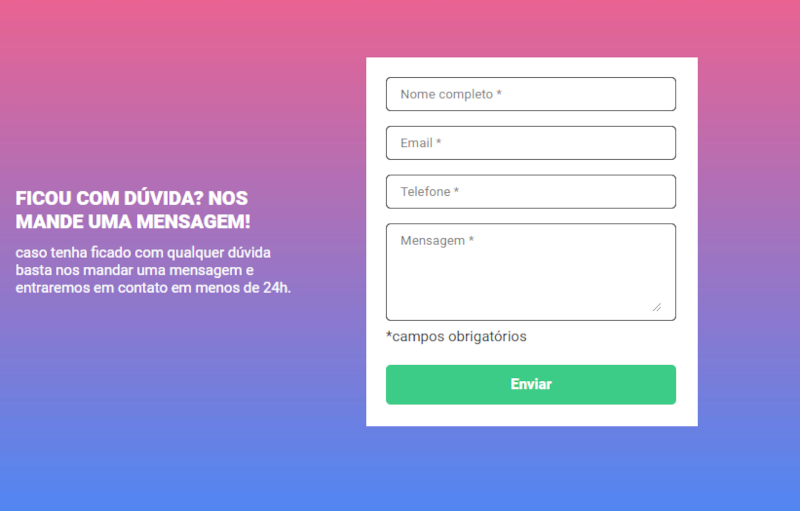 FICOU COM DÚVIDA? NOS
MANDE UMA MENSAGEM!
caso tenha ficado com qualquer dúvida
basta nos mandar uma mensagem e
entraremos em contato em menos de 24h.
Nome completo *
Email *
Telefone *
Mensagem *
*campos obrigatórios
Enviar